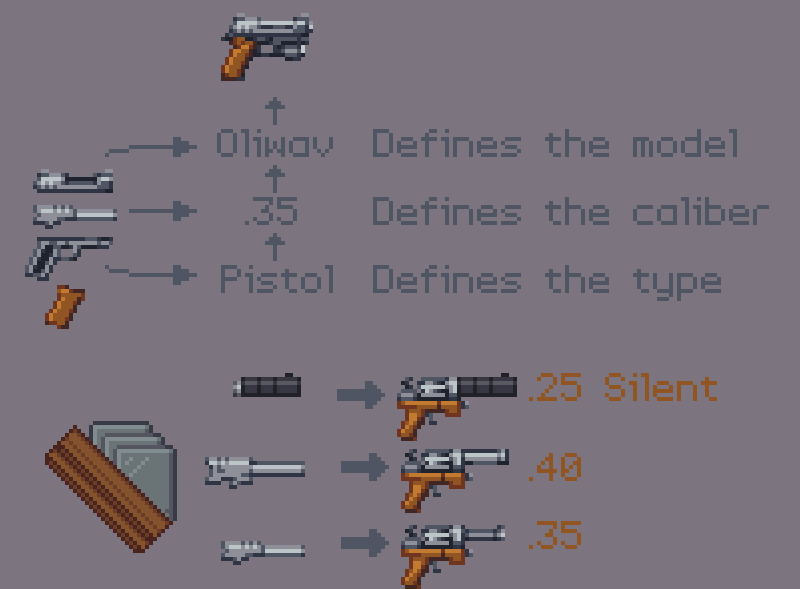 Oliwav Defines the model
.35 Defines the caliber
Pistol Defines the type
.25 Silent
.40
.35